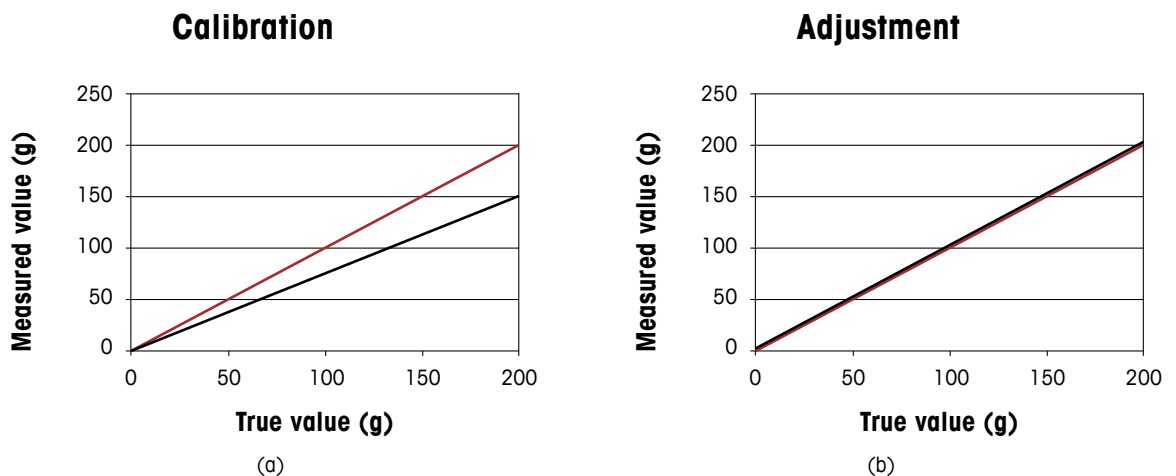 Calibration
Measured value (g)
250
200
150
100
50
0
0 50 100 150 200
True value (g)
(a)
Adjustment
Measured value (g)
250
200
150
100
50
0
0 50 100 150 200
True value (g)
(b)